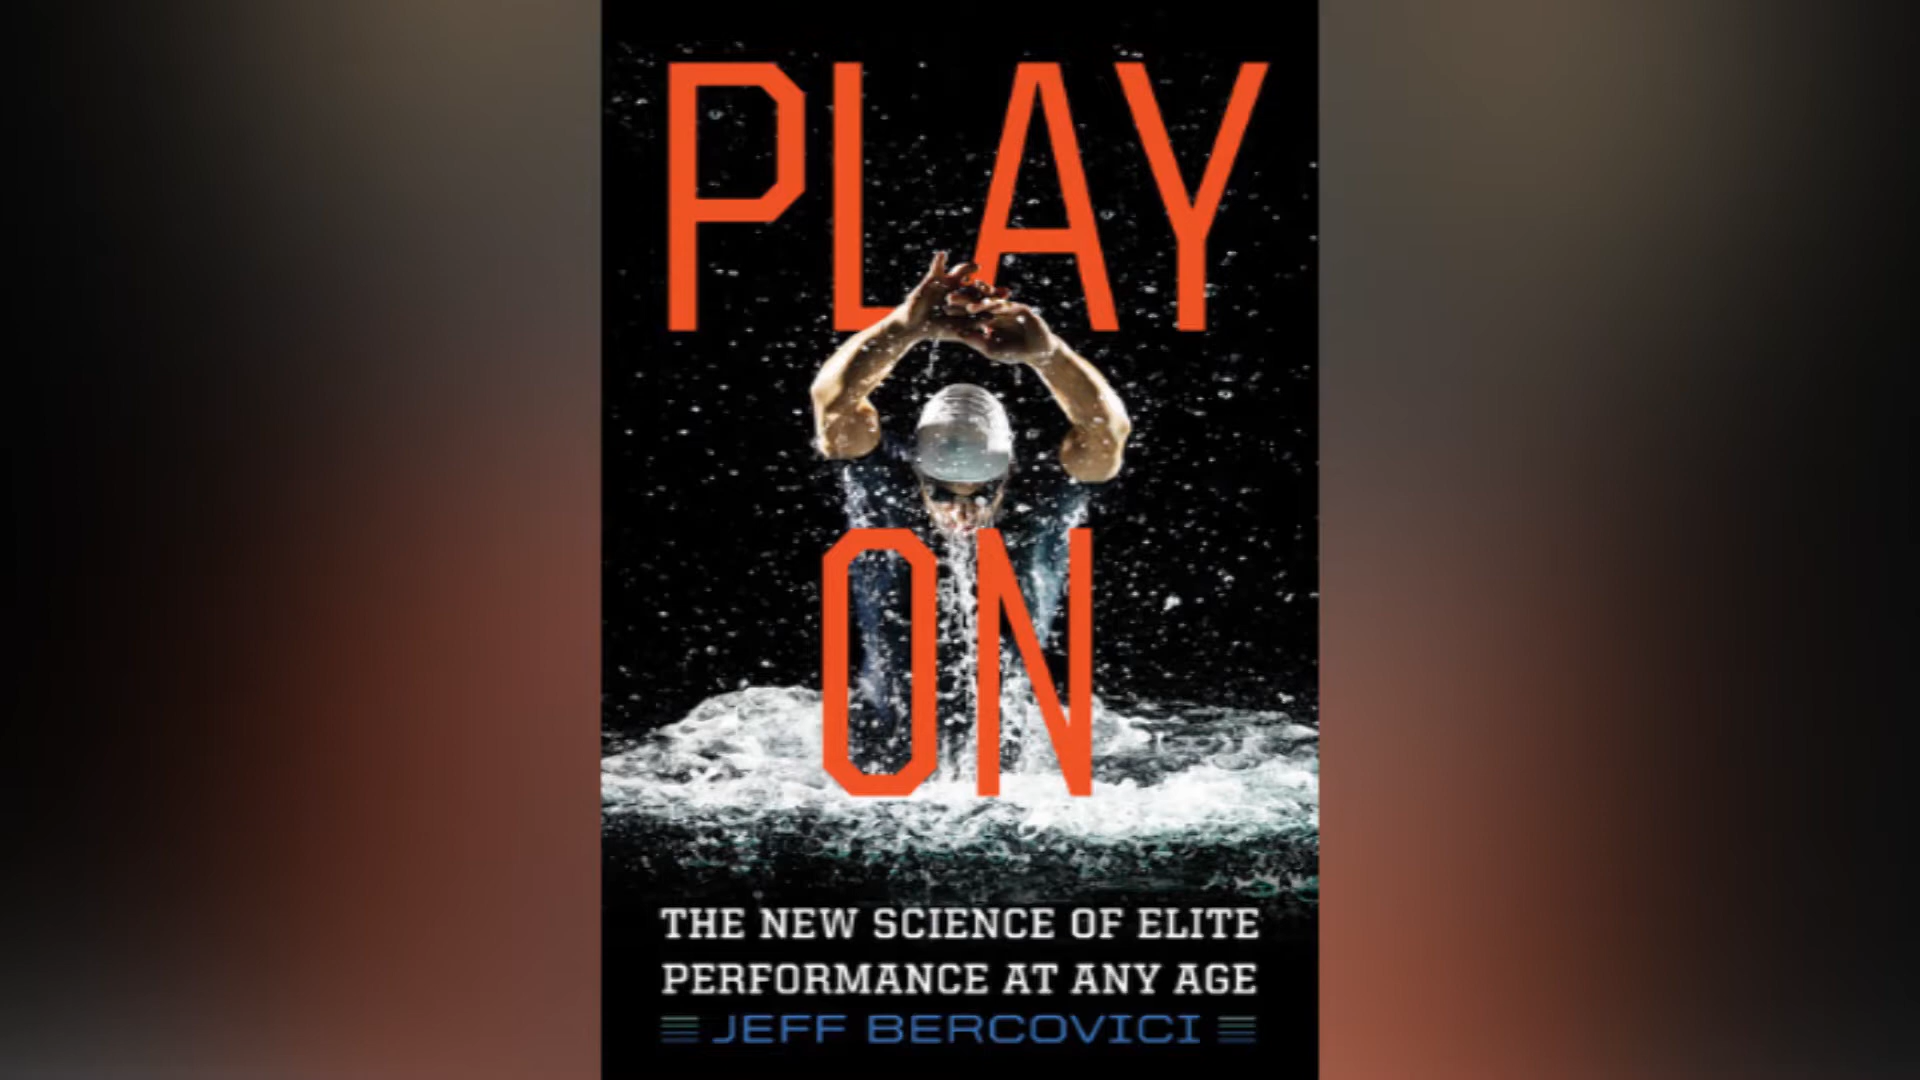 PLAY
ON
THE NEW SCIENCE OF ELITE
PERFORMANCE AT ANY AGE
JEFF BERCOVICI